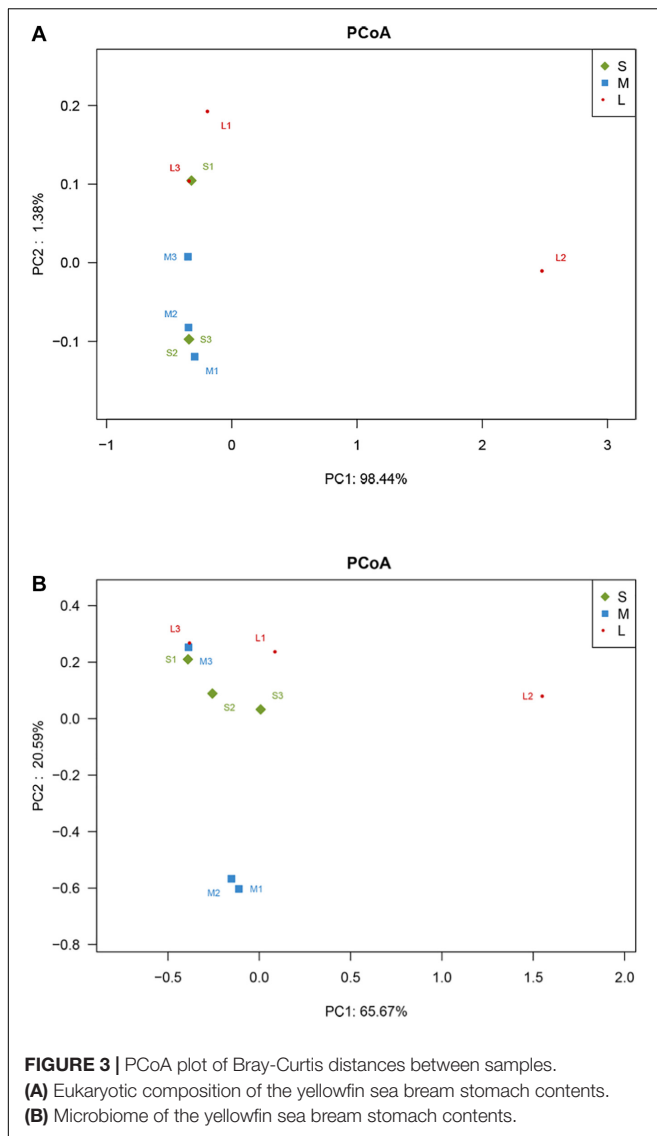 A
PCoA
S
M
L
0.2
0.1
0.0
−0.1
PC2 : 1.38%
L1
L3
S1
M3
L2
M2
S3
S2
M1
−1
0
1
2
3
PC1: 98.44%
B
PCoA
S
M
L
0.4
0.2
0.0
−0.2
−0.4
−0.6
−0.8
PC2 : 20.59%
L3
L1
S1
M3
S2
S3
L2
M2
M1
−0.5
0.0
0.5
1.0
1.5
2.0
PC1: 65.67%
FIGURE 3 | PCoA plot of Bray-Curtis distances between samples.
(A) Eukaryotic composition of the yellowfin sea bream stomach contents.
(B) Microbiome of the yellowfin sea bream stomach contents.